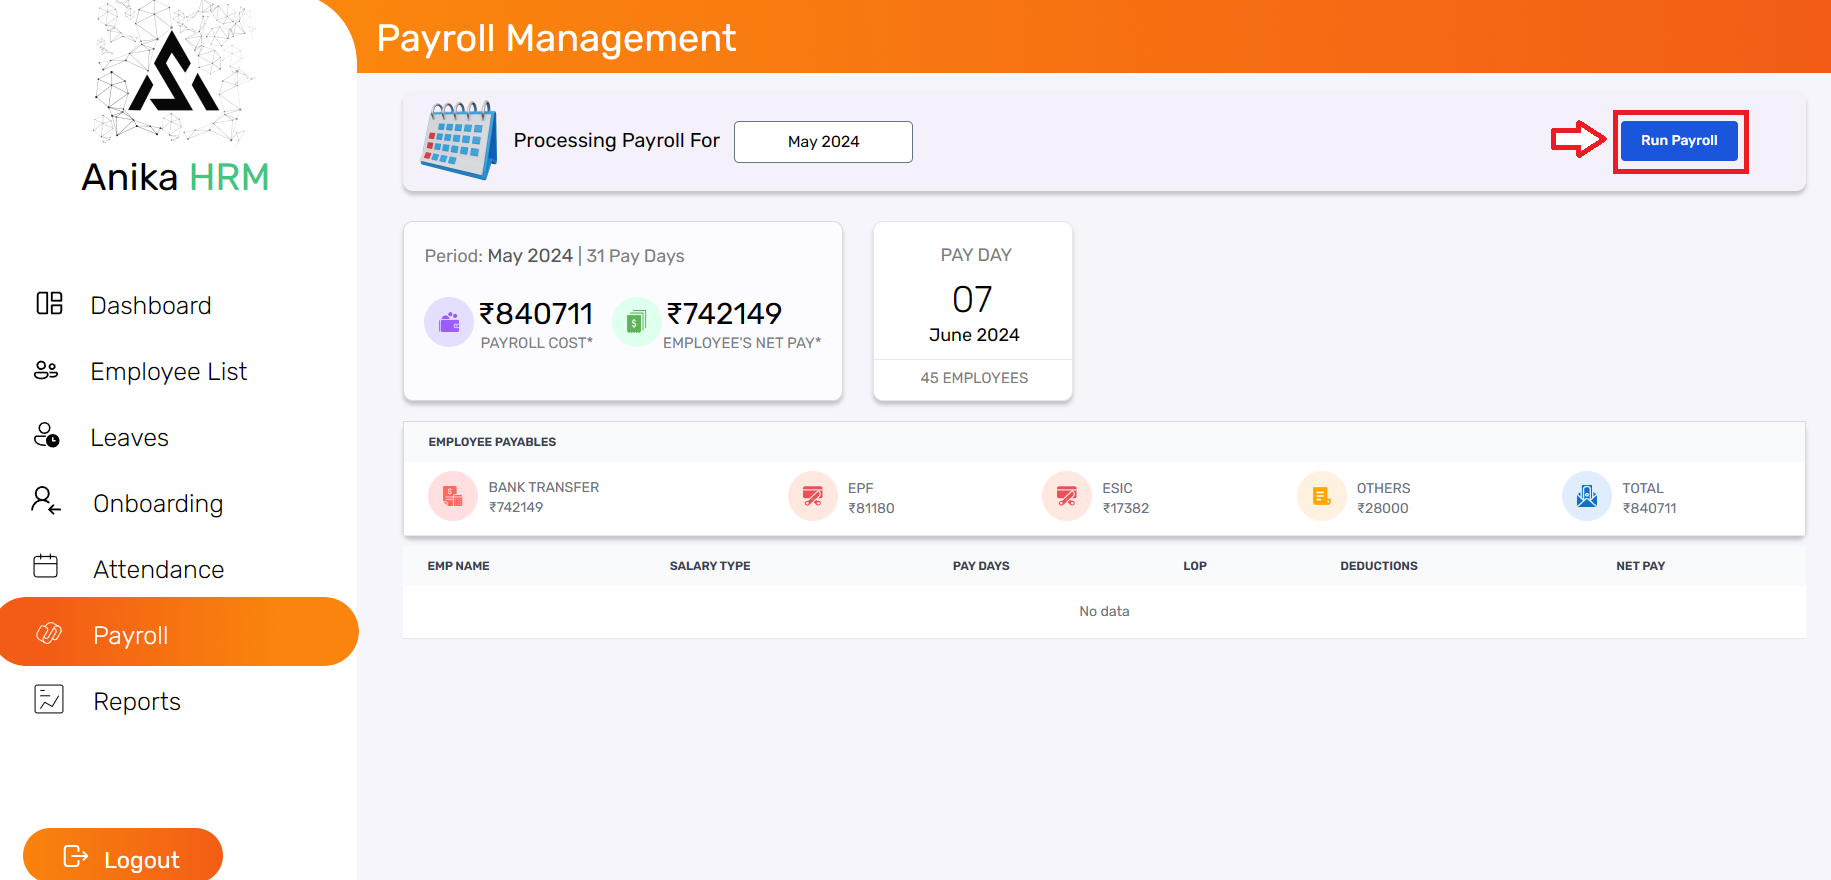 Anika HRM
Dashboard
Employee List
Leaves
Onboarding
Attendance
Payroll
Reports
Logout
Payroll Management
Processing Payroll For
May 2024
Run Payroll
Period: May 2024 | 31 Pay Days
₹840711
PAYROLL COST*
₹742149
EMPLOYEE'S NET PAY*
PAY DAY
07
June 2024
45 EMPLOYEES
EMPLOYEE PAYABLES
BANK TRANSFER
₹742149
EPF
₹81180
ESIC
₹17382
OTHERS
₹28000
TOTAL
₹840711
EMP NAME SALARY TYPE PAY DAYS LOP DEDUCTIONS NET PAY
No data